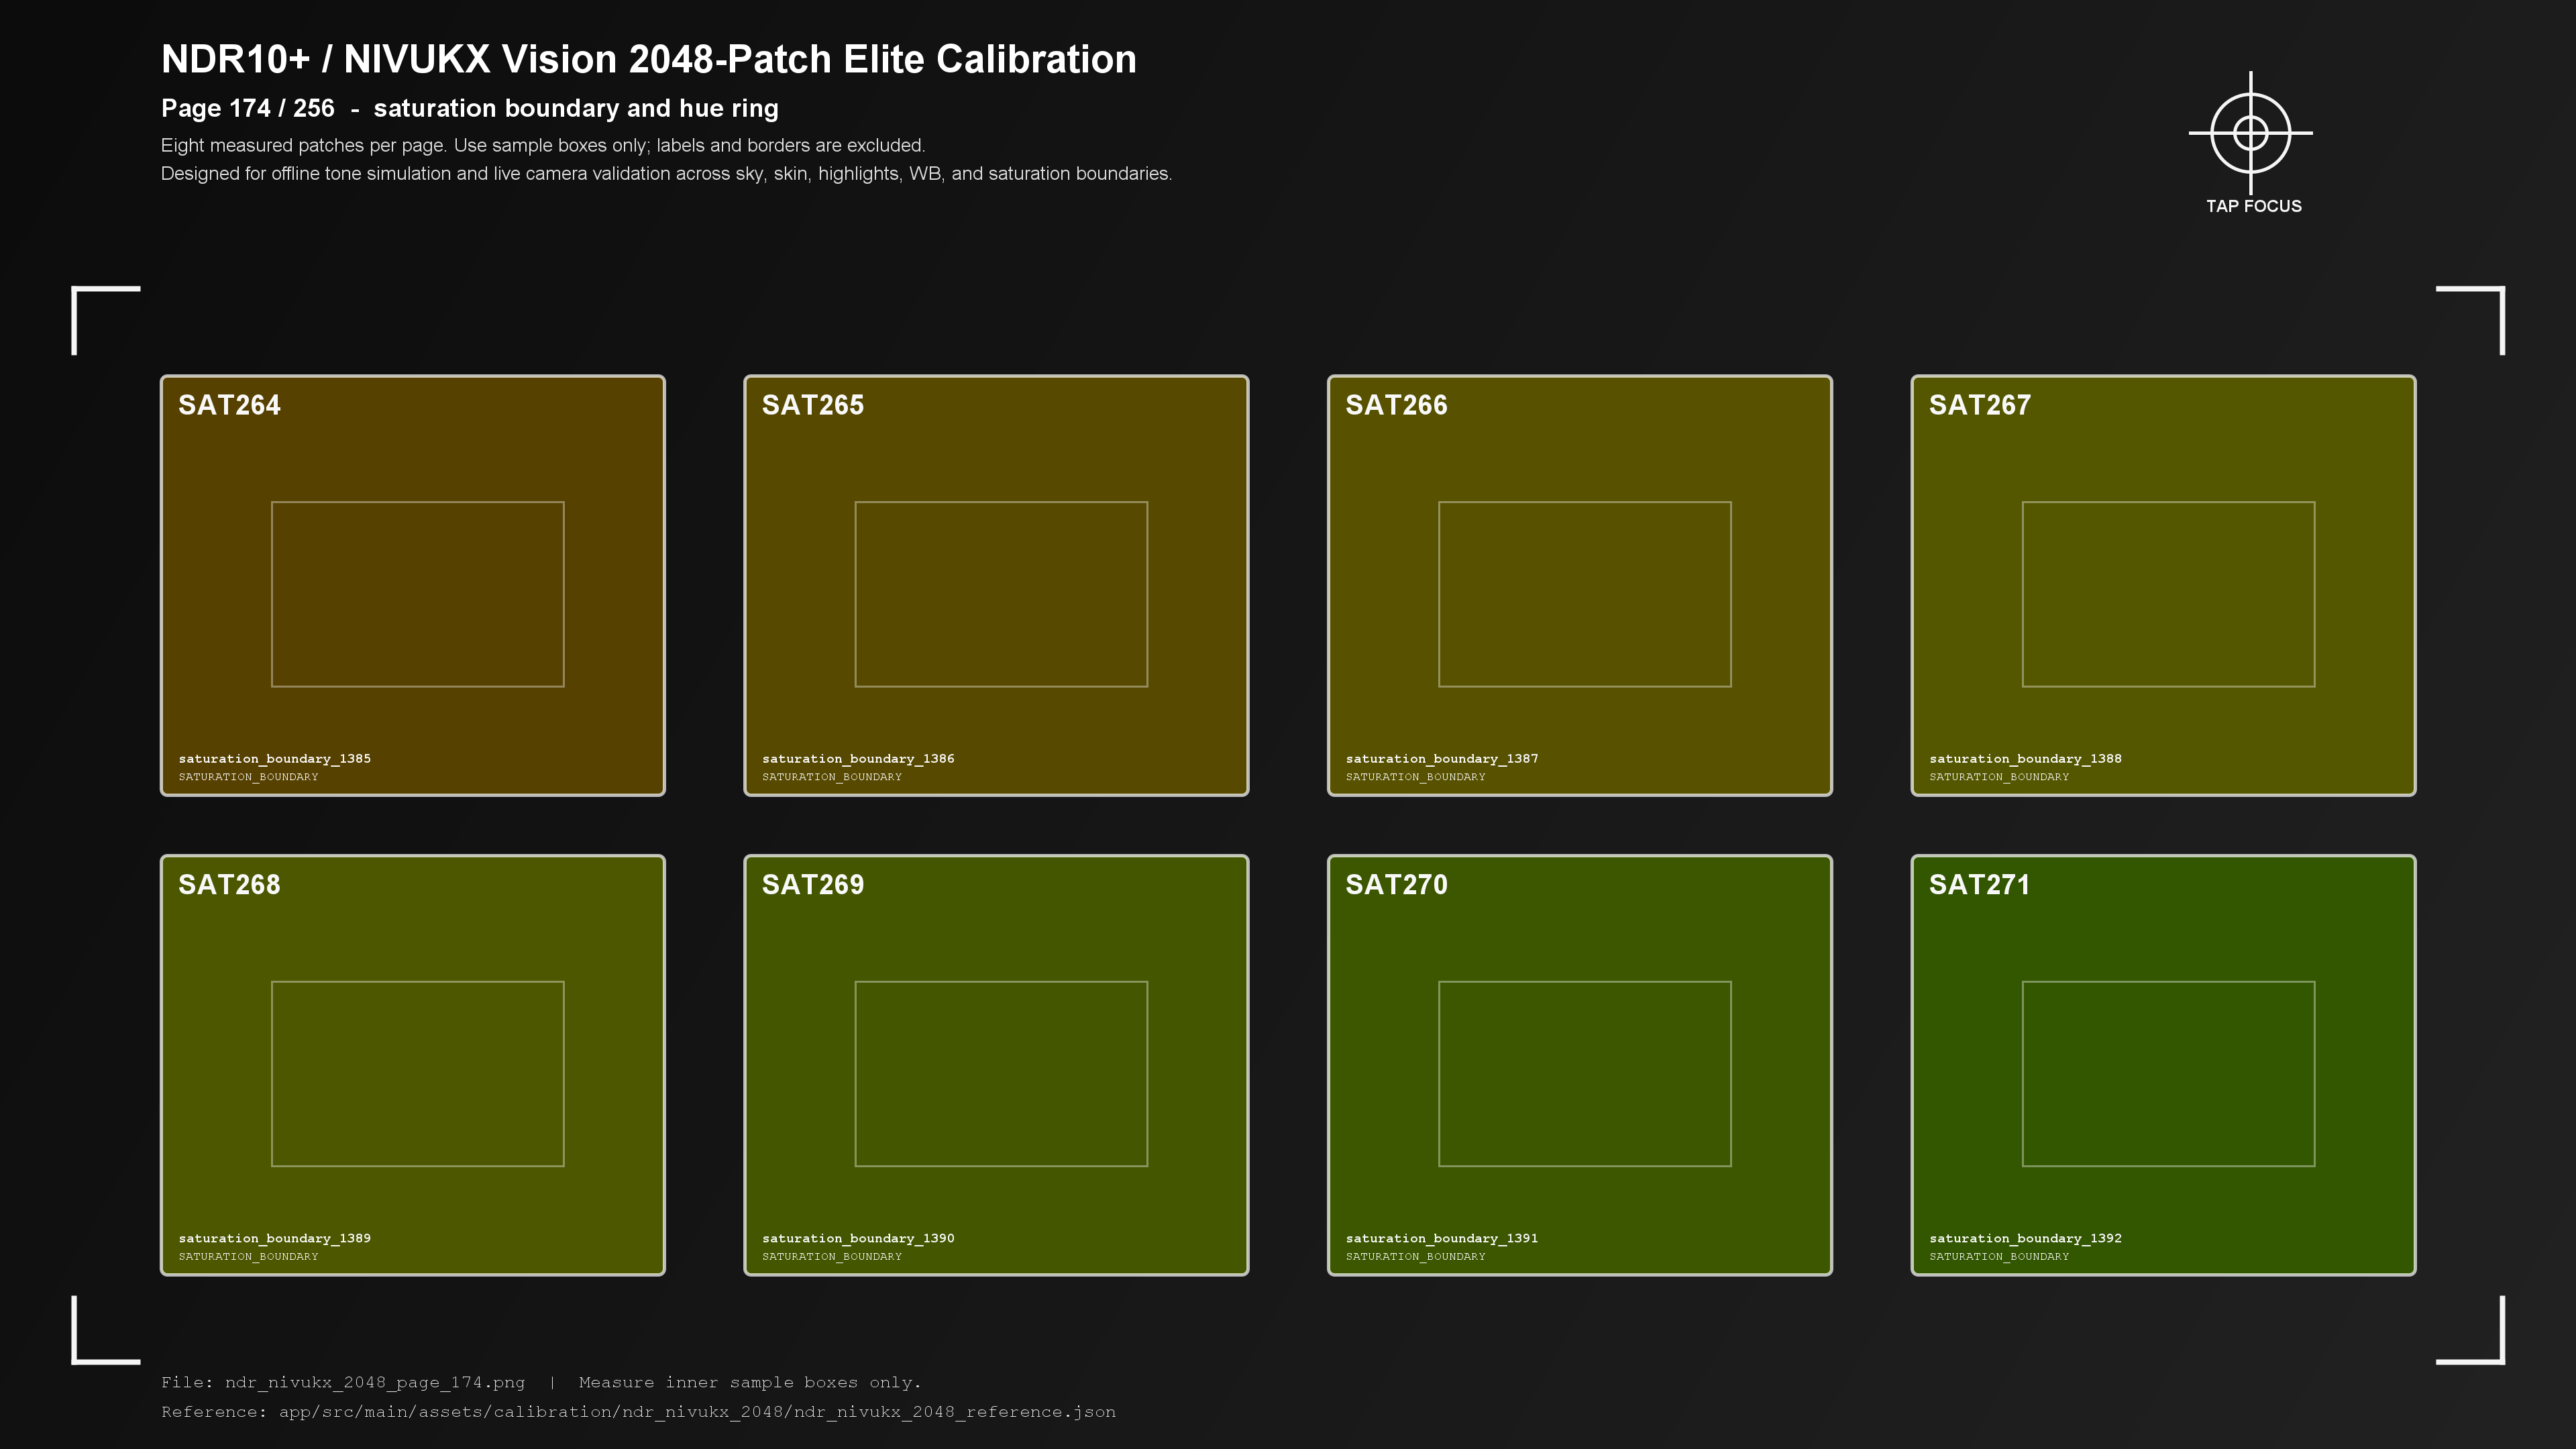 NDR10+ / NIVUKX Vision 2048-Patch Elite Calibration
Page 174 / 256 - saturation boundary and hue ring
Eight measured patches per page. Use sample boxes only; labels and borders are excluded.
Designed for offline tone simulation and live camera validation across sky, skin, highlights, WB, and saturation boundaries.
TAP FOCUS
SAT264
saturation_boundary_1385
SATURATION_BOUNDARY
SAT265
saturation_boundary_1386
SATURATION_BOUNDARY
SAT266
saturation_boundary_1387
SATURATION_BOUNDARY
SAT267
saturation_boundary_1388
SATURATION_BOUNDARY
SAT268
saturation_boundary_1389
SATURATION_BOUNDARY
SAT269
saturation_boundary_1390
SATURATION_BOUNDARY
SAT270
saturation_boundary_1391
SATURATION_BOUNDARY
SAT271
saturation_boundary_1392
SATURATION_BOUNDARY
File: ndr_nivukx_2048_page_174.png | Measure inner sample boxes only.
Reference: app/src/main/assets/calibration/ndr_nivukx_2048/ndr_nivukx_2048_reference.json